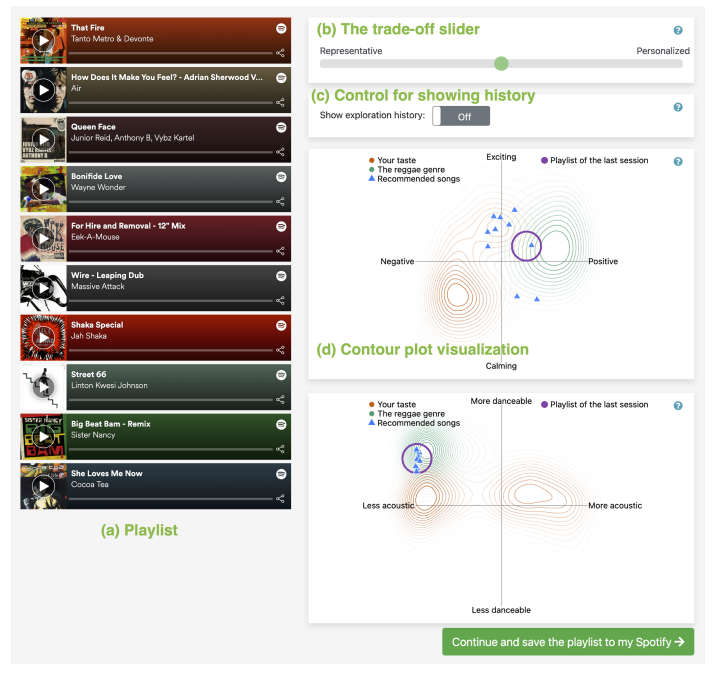 That Fire
Tanto Metro & Devonte
How Does It Make You Feel? - Adrian Sherwood V...
Air
Queen Face
Junior Reid, Anthony B, Vybz Kartel
Bonifide Love
Wayne Wonder
For Hire and Removal - 12" Mix
Eek-A-Mouse
Wire - Leaping Dub
Massive Attack
Shaka Special
Jah Shaka
Street 66
Linton Kwesi Johnson
Big Beat Bam - Remix
Sister Nancy
She Loves Me Now
Cocoa Tea
(a) Playlist
(b) The trade-off slider
?
Representative
Personalized
(c) Control for showing history
?
Show exploration history:
Off
Your taste
The reggae genre
Recommended songs
Exciting
Playlist of the last session
?
Negative
Positive
(d) Contour plot visualization
Calming
Your taste
The reggae genre
Recommended songs
More danceable
Playlist of the last session
?
Less acoustic
More acoustic
Less danceable
Continue and save the playlist to my Spotify →